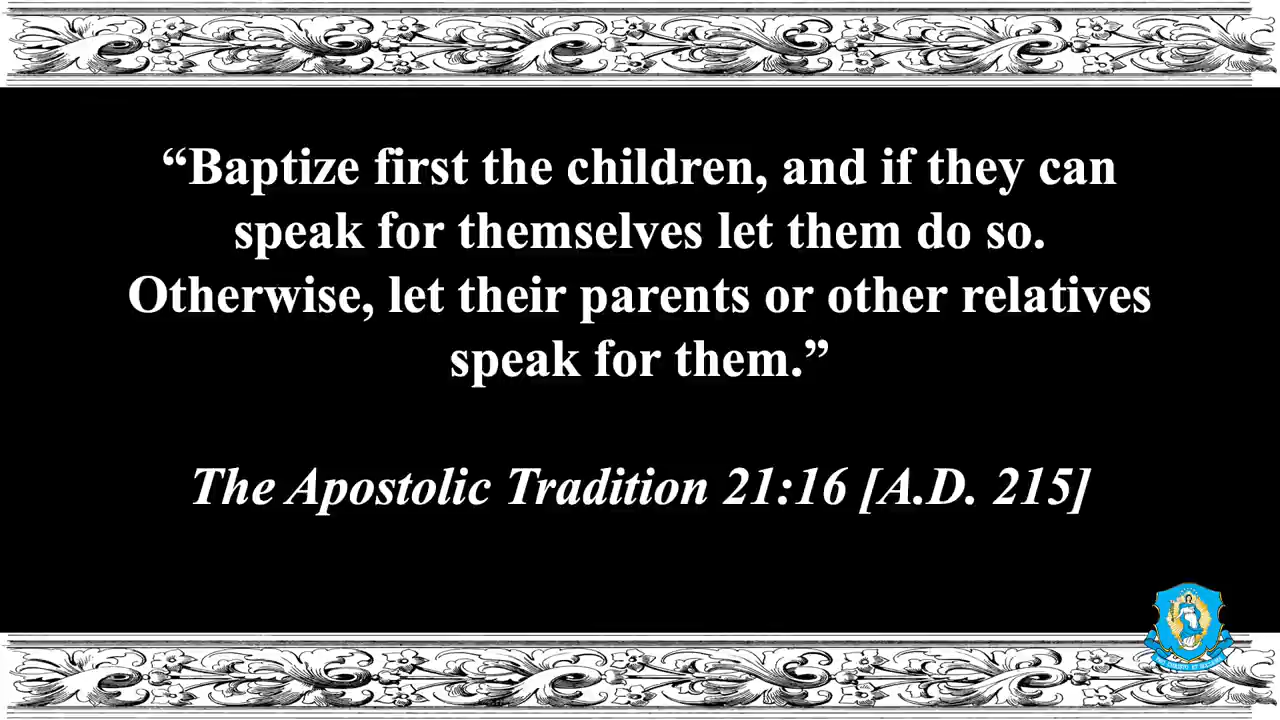 “Baptize first the children, and if they can
speak for themselves let them do so.
Otherwise, let their parents or other relatives
speak for them.”
The Apostolic Tradition 21:16 [A.D. 215]